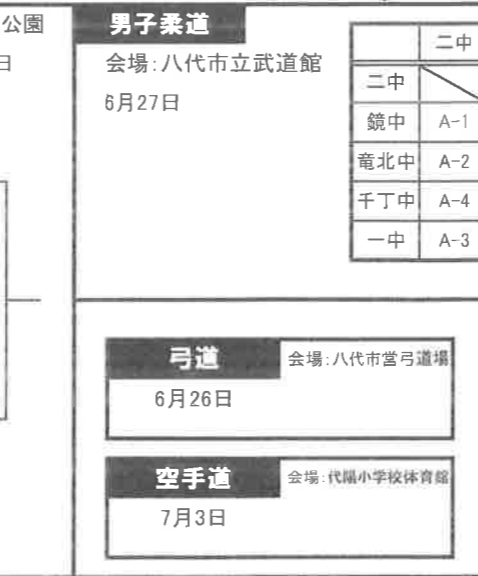 公園
日
男子柔道
会場:八代市立武道館
6月27日
二中
二中
鏡中 A-1
竜北中 A-2
千丁中 A-4
一中 A-3
弓道 会場:八代市営弓道場
6月26日
空手道 会場:代陽小学校体育館
7月3日